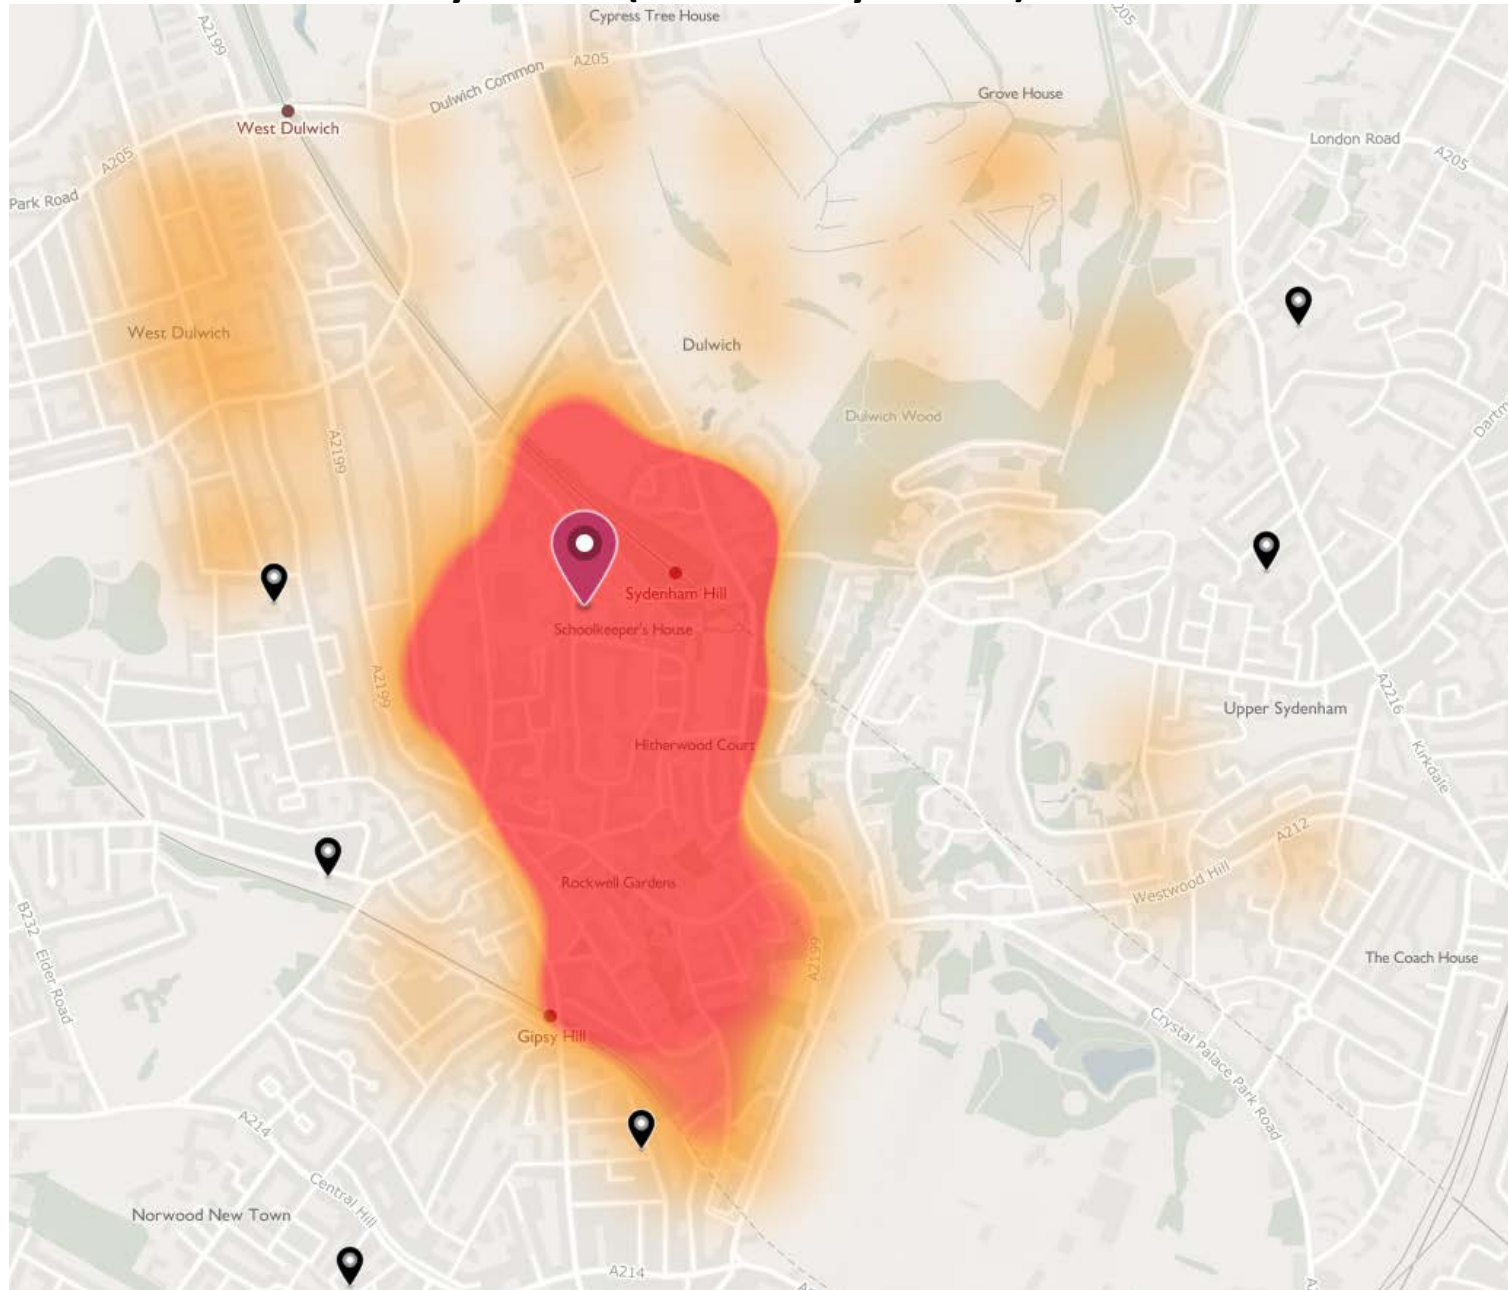 Cypress Tree House
A2199
A205
A205
Dulwich Common
Grove House
West Dulwich
London Road
A205
A205
Park Road
West Dulwich
Dulwich
Dulwich Wood
A2199
Sydenham Hill
Schoolkeeper's House
A2199
A2216
Upper Sydenham
Hitherwood Court
Kirkdale
A212
Rockwell Gardens
Westwood Hill
B232
Elder Road
A2199
The Coach House
Gipsy Hill
Crystal Palace Park Road
A214
Central Hill
Norwood New Town
A214